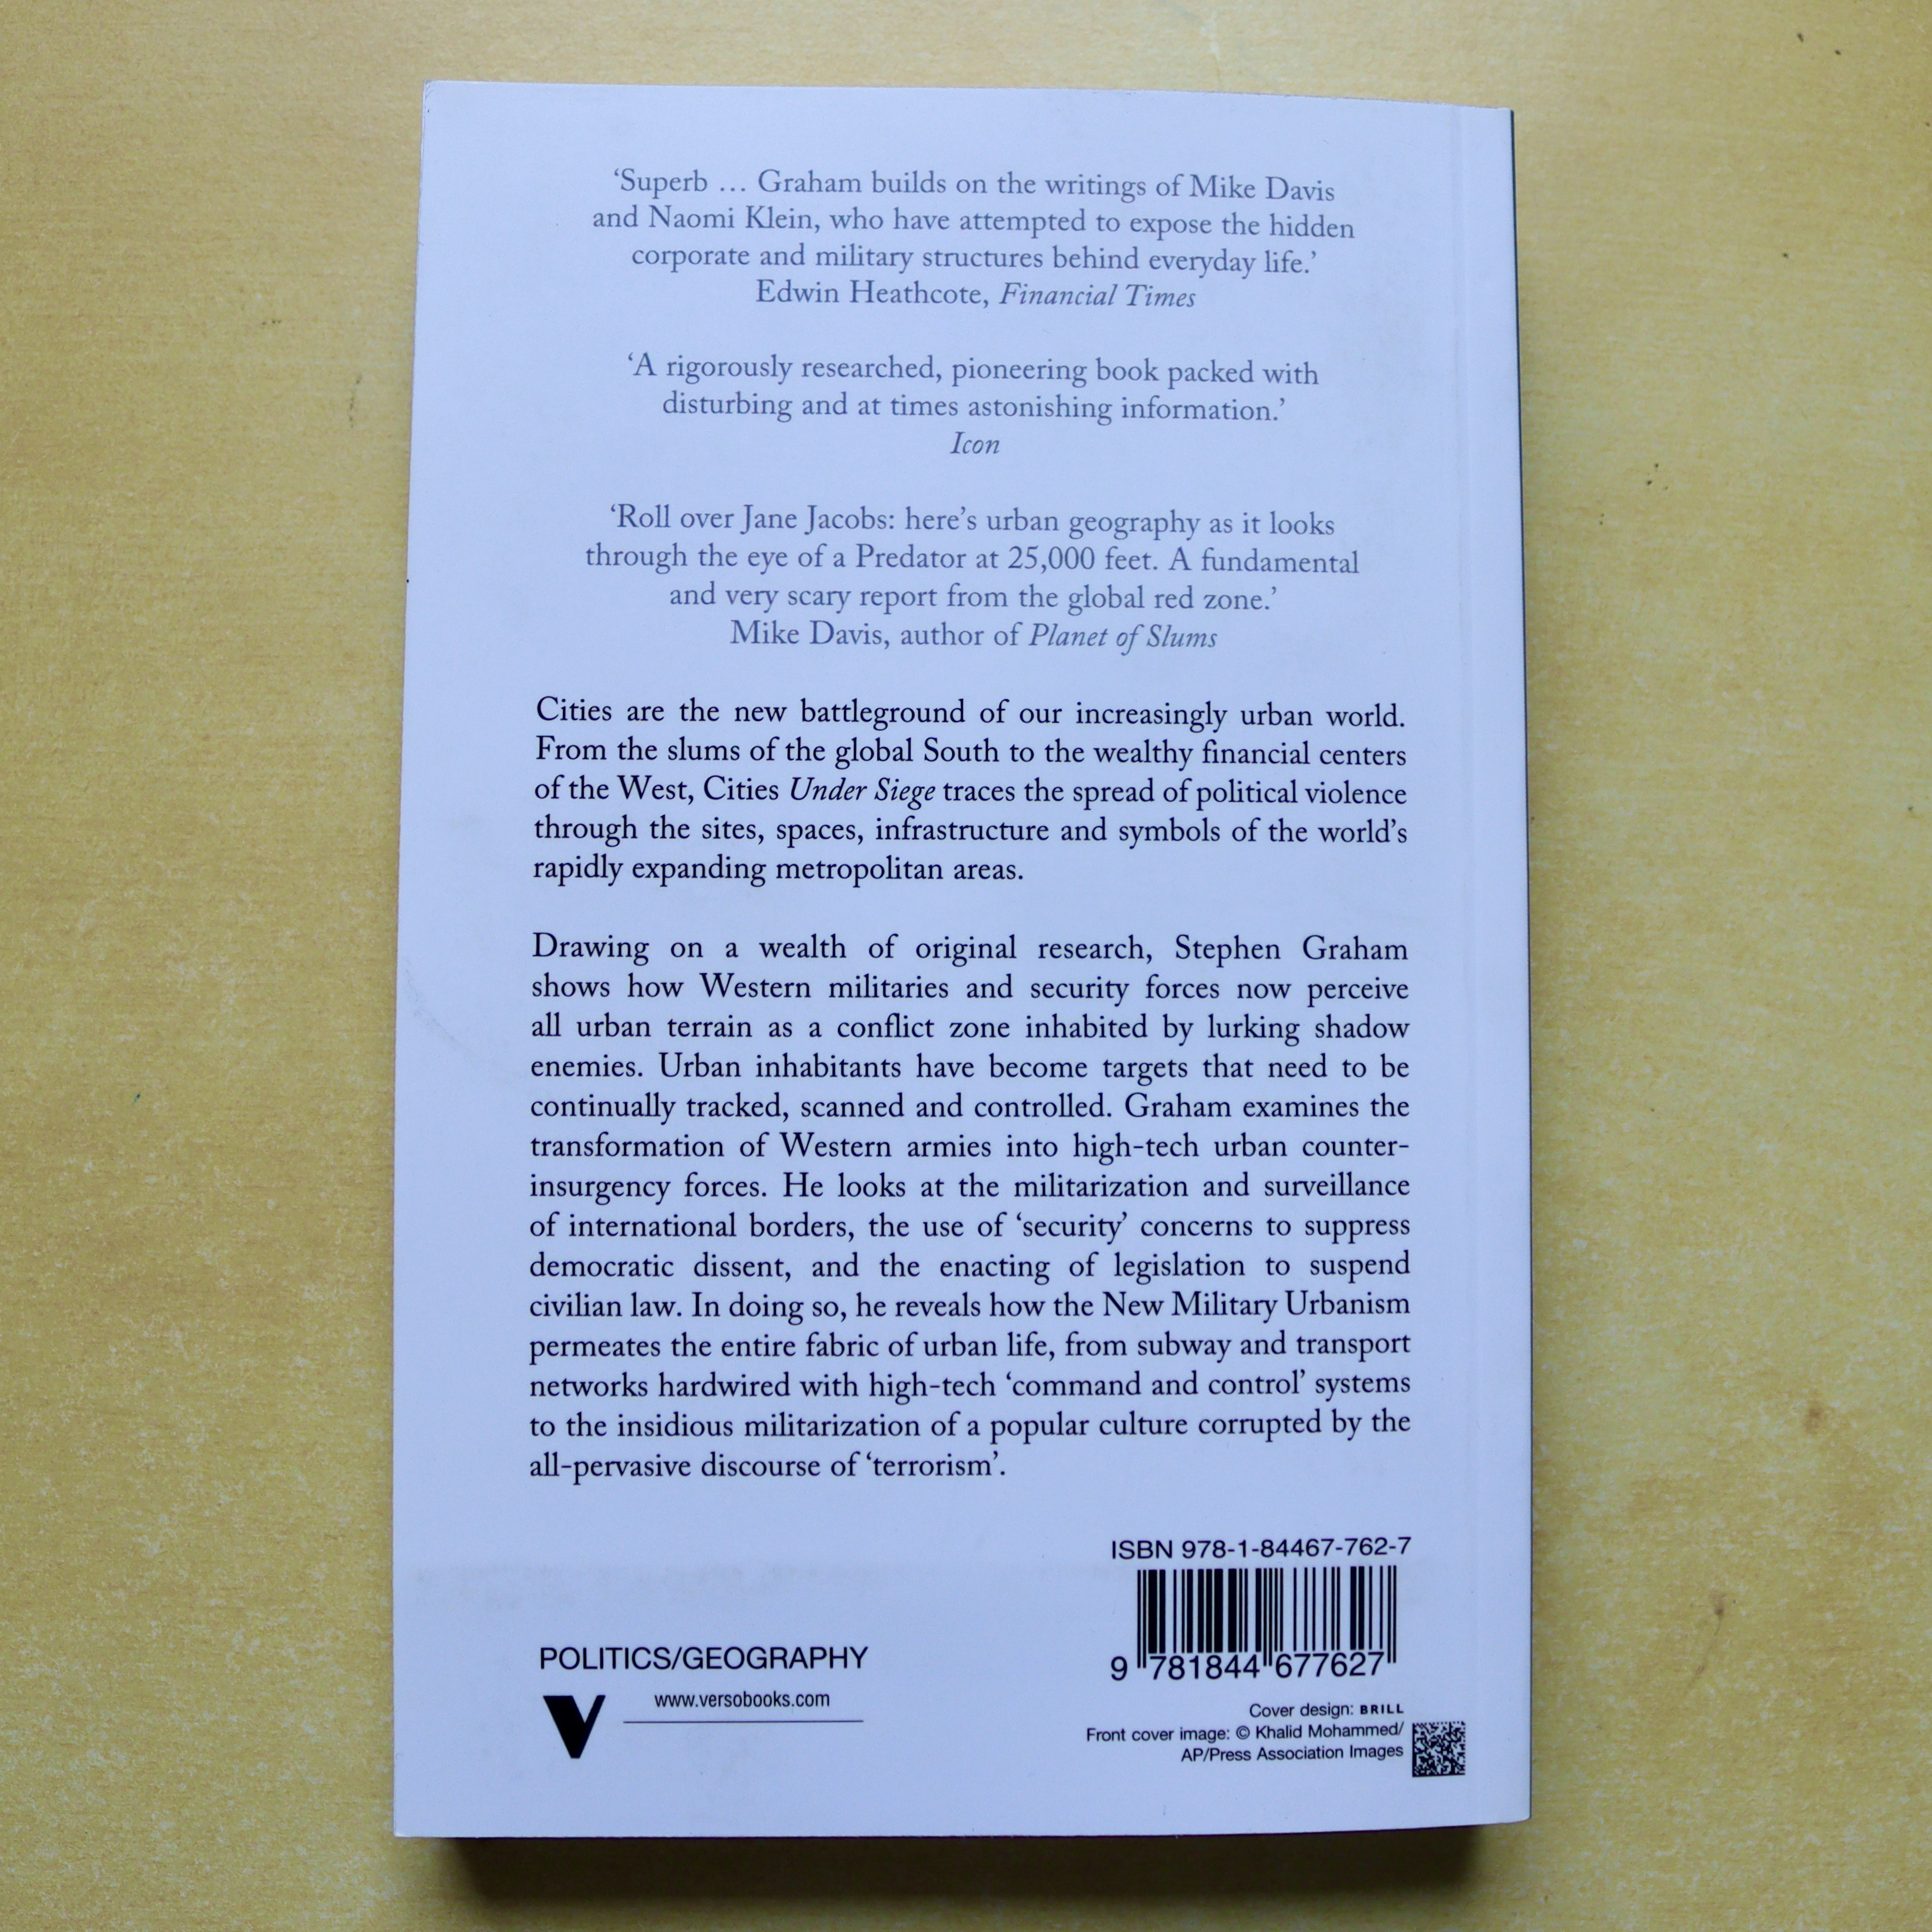 ‘Superb … Graham builds on the writings of Mike Davis
and Naomi Klein, who have attempted to expose the hidden
corporate and military structures behind everyday life.’
Edwin Heathcote, Financial Times
‘A rigorously researched, pioneering book packed with
disturbing and at times astonishing information.’
Icon
‘Roll over Jane Jacobs: here’s urban geography as it looks
through the eye of a Predator at 25,000 feet. A fundamental
and very scary report from the global red zone.’
Mike Davis, author of Planet of Slums
Cities are the new battleground of our increasingly urban world.
From the slums of the global South to the wealthy financial centers
of the West, Cities Under Siege traces the spread of political violence
through the sites, spaces, infrastructure and symbols of the world’s
rapidly expanding metropolitan areas.
Drawing on a wealth of original research, Stephen Graham
shows how Western militaries and security forces now perceive
all urban terrain as a conflict zone inhabited by lurking shadow
enemies. Urban inhabitants have become targets that need to be
continually tracked, scanned and controlled. Graham examines the
transformation of Western armies into high-tech urban counter-
insurgency forces. He looks at the militarization and surveillance
of international borders, the use of ‘security’ concerns to suppress
democratic dissent, and the enacting of legislation to suspend
civilian law. In doing so, he reveals how the New Military Urbanism
permeates the entire fabric of urban life, from subway and transport
networks hardwired with high-tech ‘command and control’ systems
to the insidious militarization of a popular culture corrupted by the
all-pervasive discourse of ‘terrorism’.
ISBN 978-1-84467-762-7
9 781844 677627
POLITICS/GEOGRAPHY
V
www.versobooks.com
Cover design: BRILL
Front cover image: © Khalid Mohammed/
AP/Press Association Images